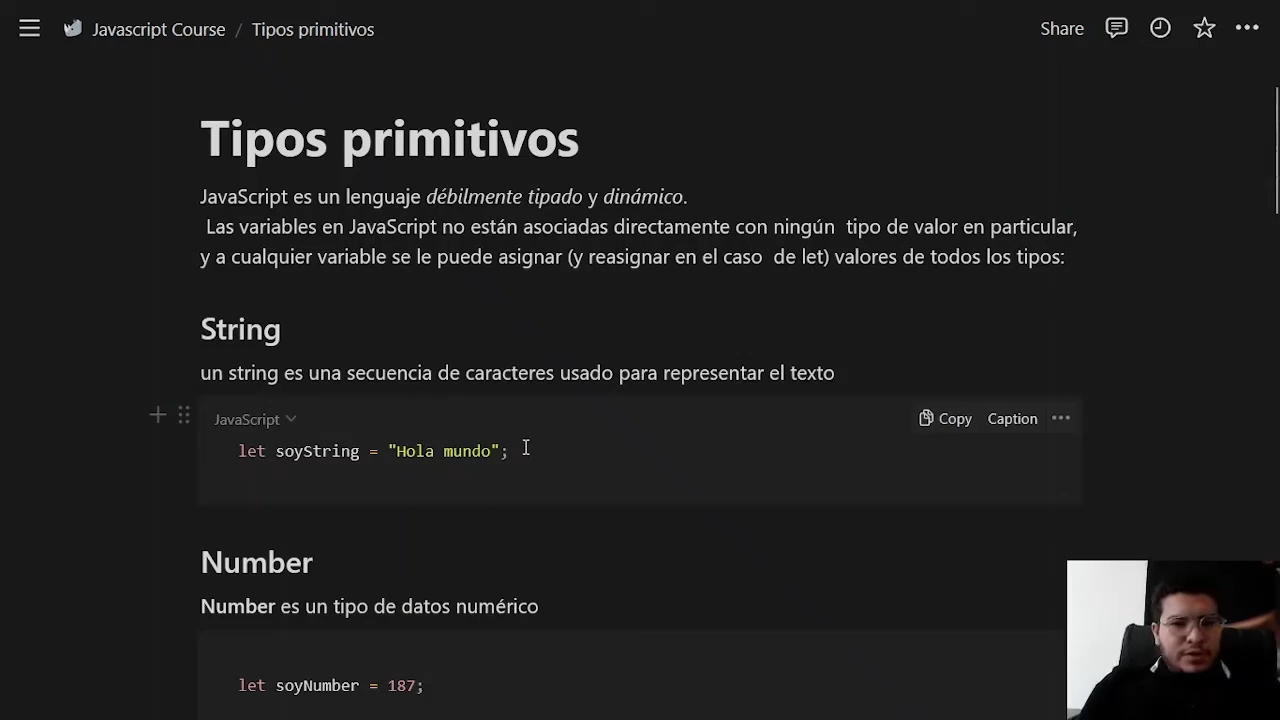 Javascript Course / Tipos primitivos
Share
Tipos primitivos
JavaScript es un lenguaje débilmente tipado y dinámico.
Las variables en JavaScript no están asociadas directamente con ningún tipo de valor en particular,
y a cualquier variable se le puede asignar (y reasignar en el caso de let) valores de todos los tipos:
String
un string es una secuencia de caracteres usado para representar el texto
JavaScript
Copy Caption
let soyString = "Hola mundo";
Number
Number es un tipo de datos numérico
let soyNumber = 187;